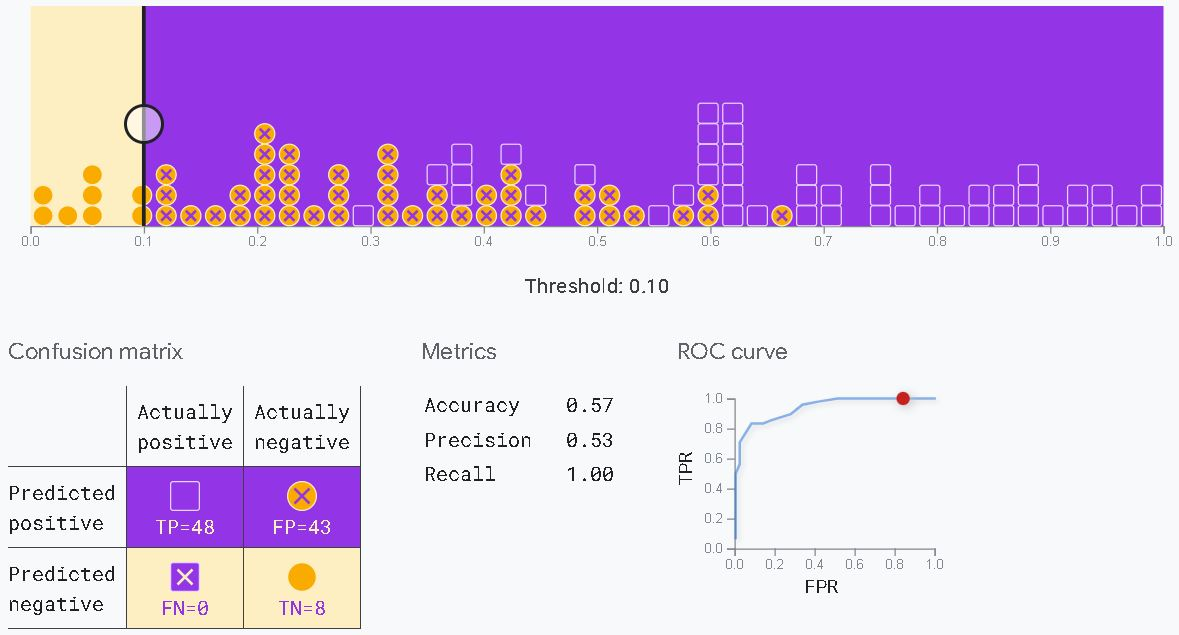 0.0 0.1 0.2 0.3 0.4 0.5 0.6 0.7 0.8 0.9 1.0
Threshold: 0.10
Confusion matrix
Actually positive
Actually negative
Predicted positive
TP=48
FP=43
Predicted negative
FN=0
TN=8
Metrics
Accuracy 0.57
Precision 0.53
Recall 1.00
ROC curve
1.0
0.8
0.6
0.4
0.2
0.0
TPR
0.0 0.2 0.4 0.6 0.8 1.0
FPR